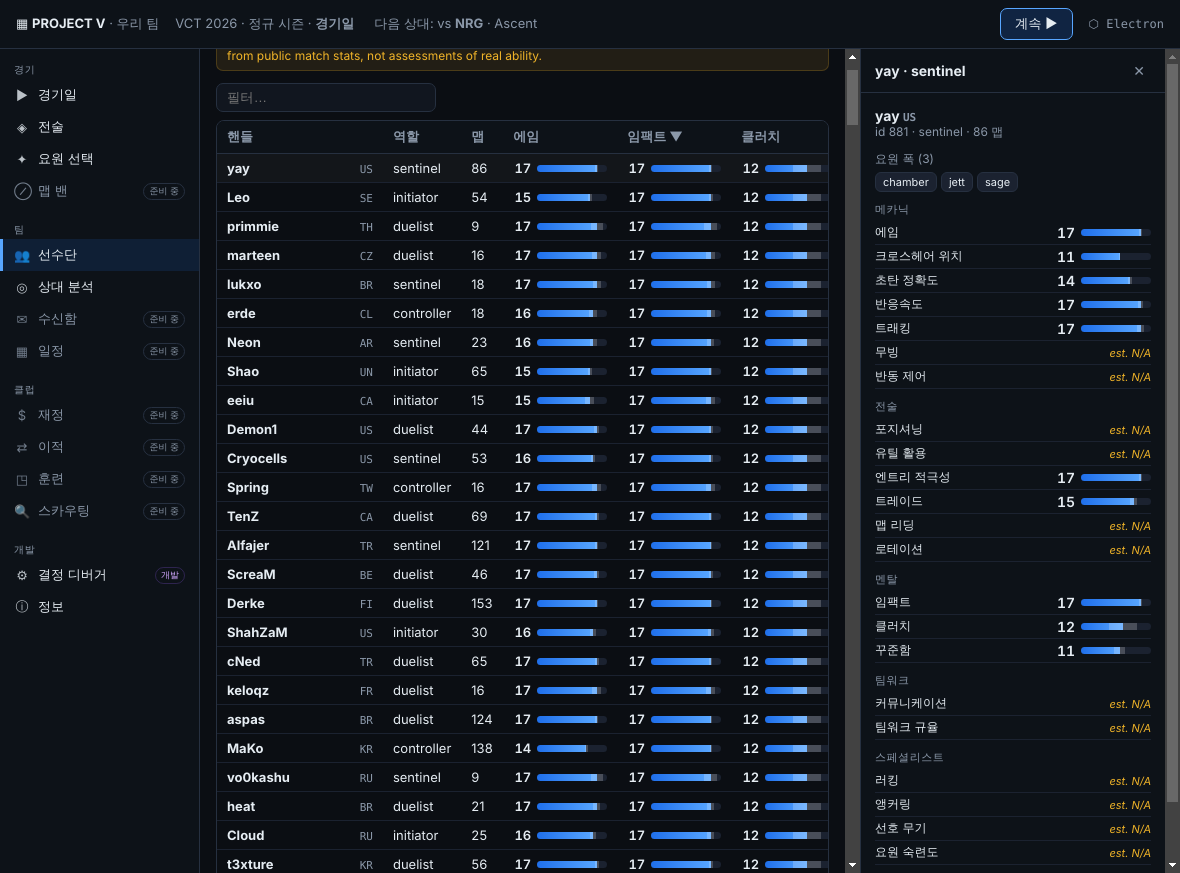 ▦ PROJECT V · 우리 팀 VCT 2026 · 정규 시즌 · 경기일 다음 상대: vs NRG · Ascent 계속 ▶ ⬡ Electron
경기
▶ 경기일
◈ 전술
✦ 요원 선택
맵 밴 준비 중
팀
선수단
◎ 상대 분석
✉ 수신함 준비 중
▦ 일정 준비 중
클럽
$ 재정 준비 중
⇄ 이적 준비 중
◳ 훈련 준비 중
스카우팅 준비 중
개발
⚙ 결정 디버거 개발
ⓘ 정보
from public match stats, not assessments of real ability.
필터...
핸들 역할 맵 에임 임팩트 ▼ 클러치
yay US sentinel 86 17 17 12
Leo SE initiator 54 15 17 12
primmie TH duelist 9 17 17 12
marteen CZ duelist 16 17 17 12
lukxo BR sentinel 18 17 17 12
erde CL controller 18 16 17 12
Neon AR sentinel 23 16 17 12
Shao UN initiator 65 15 17 12
eeiu CA initiator 15 15 17 12
Demon1 US duelist 44 17 17 12
Cryocells US sentinel 53 16 17 12
Spring TW controller 16 17 17 12
TenZ CA duelist 69 17 17 12
Alfajer TR sentinel 121 17 17 12
ScreaM BE duelist 46 17 17 12
Derke FI duelist 153 17 17 12
ShahZaM US initiator 30 16 17 12
cNed TR duelist 65 17 17 12
keloqz FR duelist 16 17 17 12
aspas BR duelist 124 17 17 12
MaKo KR controller 138 14 17 12
vo0kashu RU sentinel 9 17 17 12
heat BR duelist 21 17 17 12
Cloud RU initiator 25 16 17 12
t3xture KR duelist 56 17 17 12
yay · sentinel ✕
yay US
id 881 · sentinel · 86 맵
요원 폭 (3)
chamber jett sage
메카닉
에임 17
크로스헤어 위치 11
초탄 정확도 14
반응속도 17
트래킹 17
무빙 est. N/A
반동 제어 est. N/A
전술
포지셔닝 est. N/A
유틸 활용 est. N/A
엔트리 적극성 17
트레이드 15
맵 리딩 est. N/A
로테이션 est. N/A
멘탈
임팩트 17
클러치 12
꾸준함 11
팀워크
커뮤니케이션 est. N/A
팀워크 규율 est. N/A
스페셜리스트
러킹 est. N/A
앵커링 est. N/A
선호 무기 est. N/A
요원 숙련도 est. N/A